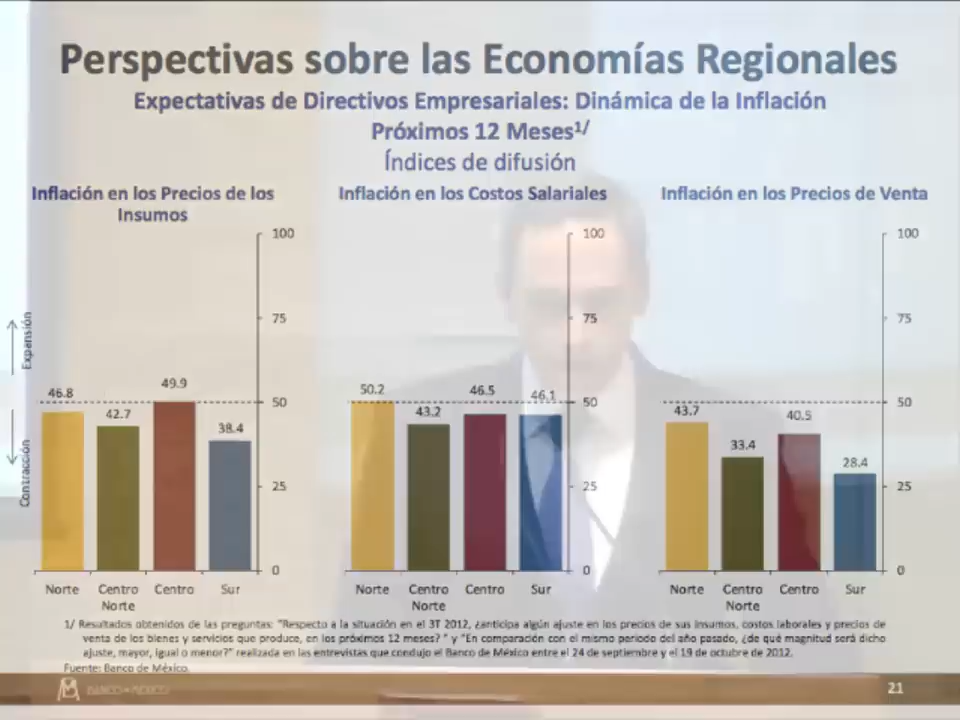 Perspectivas sobre las Economías Regionales
Expectativas de Directivos Empresariales: Dinámica de la Inflación
Próximos 12 Meses1/
Índices de difusión
Inflación en los Precios de los
Insumos
100
75
50
25
0
Expansión
Contracción
46.8
42.7
49.9
38.4
Norte
Centro
Norte
Centro
Sur
Inflación en los Costos Salariales
100
75
50
25
0
50.2
43.2
46.5
46.1
Norte
Centro
Norte
Centro
Sur
Inflación en los Precios de Venta
100
75
50
25
0
43.7
33.4
40.5
28.4
Norte
Centro
Norte
Centro
Sur
1/ Resultados obtenidos de las preguntas: "Respecto a la situación en el 3T 2012, ¿anticipa algún ajuste en los precios de sus insumos, costos laborales y precios de
venta de los bienes y servicios que produce, en los próximos 12 meses? " y "En comparación con el mismo periodo del año pasado, ¿de qué magnitud será dicho
ajuste, mayor, igual o menor?" realizada en las entrevistas que condujo el Banco de México entre el 24 de septiembre y el 19 de octubre de 2012.
Fuente: Banco de México.
BANCO DE MEXICO
21